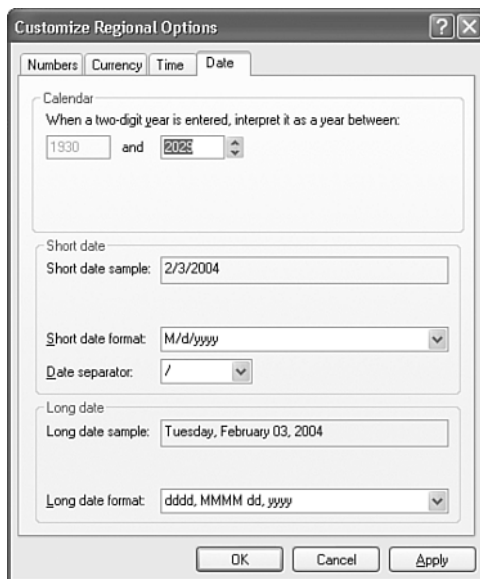 Customize Regional Options
Numbers Currency Time Date
Calendar
When a two-digit year is entered, interpret it as a year between:
1930 and 2029
Short date
Short date sample: 2/3/2004
Short date format: M/d/yyyy
Date separator: /
Long date
Long date sample: Tuesday, February 03, 2004
Long date format: dddd, MMMM dd, yyyy
OK Cancel Apply